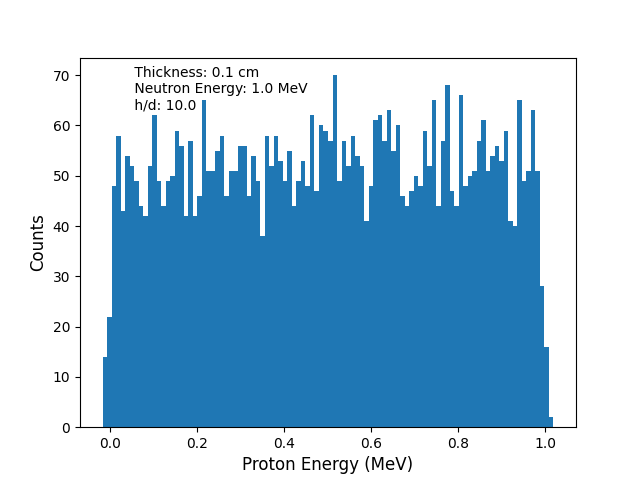 70
60
50
40
30
20
10
0
Counts
Thickness: 0.1 cm
Neutron Energy: 1.0 MeV
h/d: 10.0
0.0 0.2 0.4 0.6 0.8 1.0
Proton Energy (MeV)